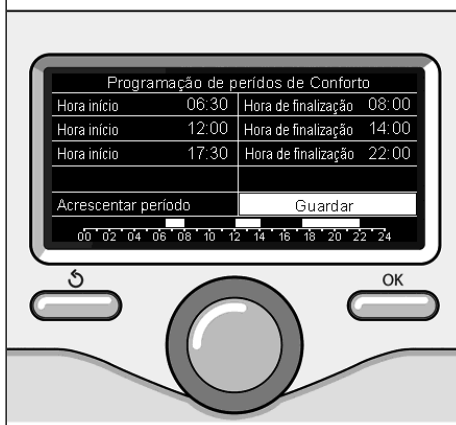 Programação de perídos de Conforto
Hora início 06:30 Hora de finalização 08:00
Hora início 12:00 Hora de finalização 14:00
Hora início 17:30 Hora de finalização 22:00
Acrescentar período Guardar
00 02 04 06 08 10 12 14 16 18 20 22 24
OK